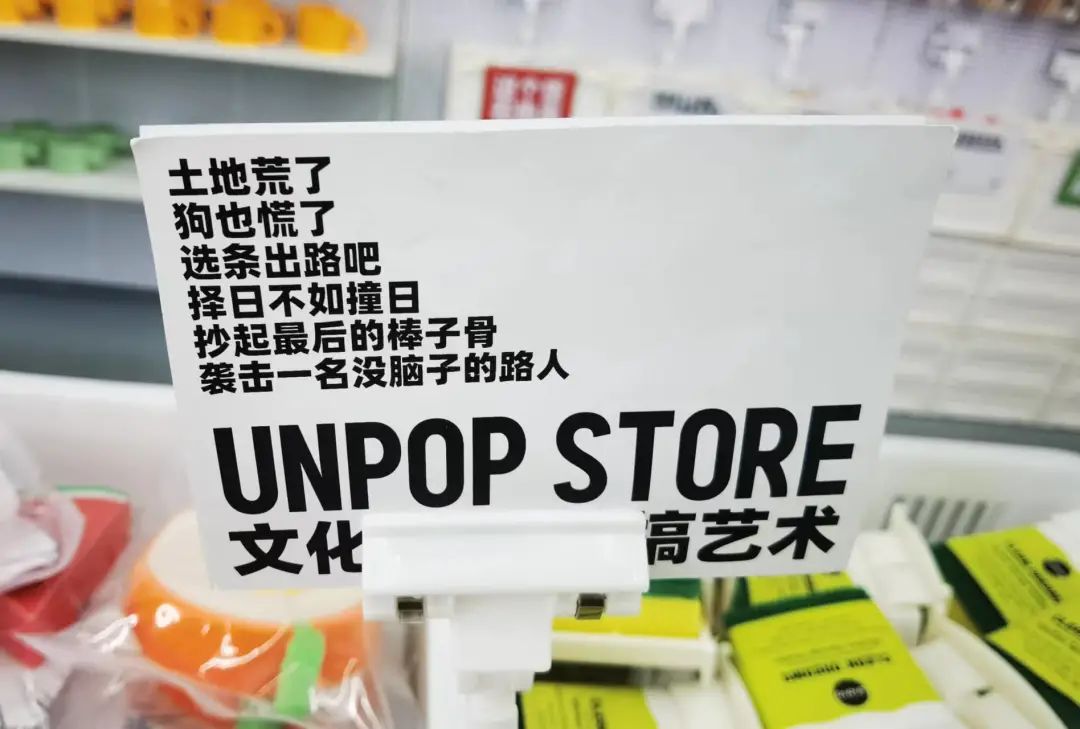 土地荒了
狗也慌了
选条出路吧
择日不如撞日
抄起最后的棒子骨
袭击一名没脑子的路人
UNPOP STORE
文化 搞艺术